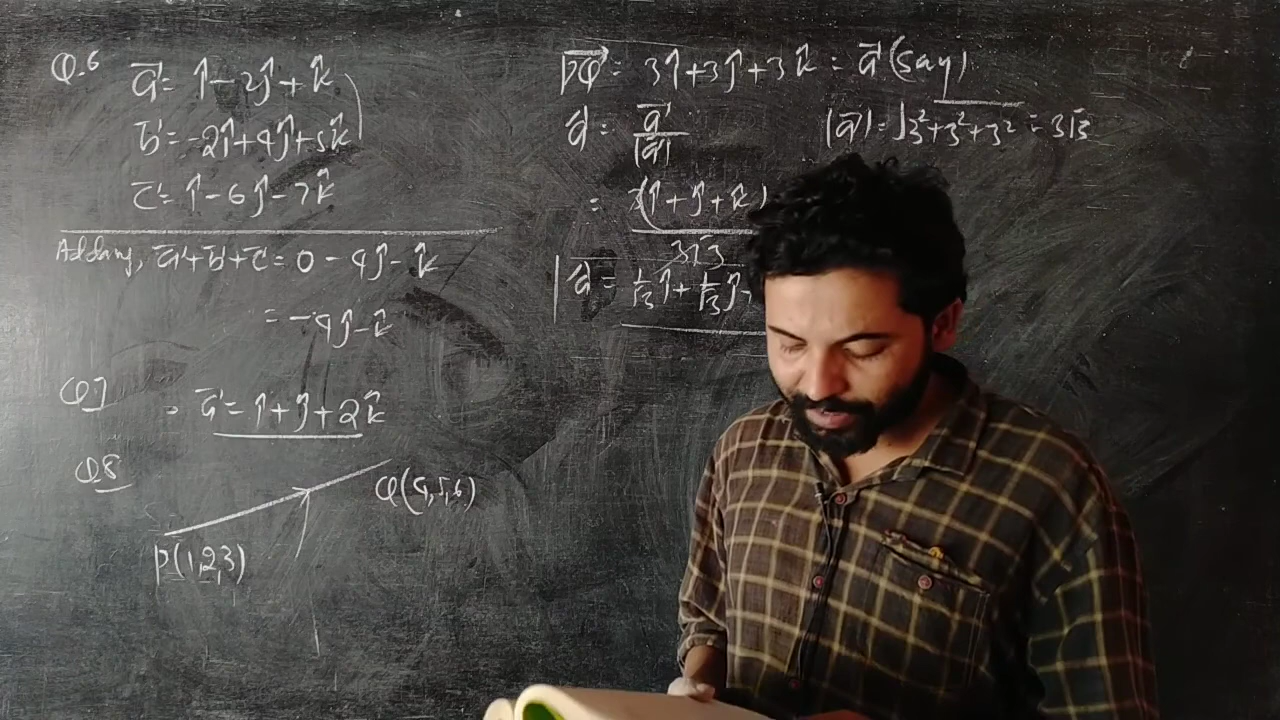 Q.6 a⃗ = î - 2ĵ + k̂
b⃗ = -2î + 4ĵ + 5k̂
c⃗ = î - 6ĵ - 7k̂
Adding, a⃗ + b⃗ + c⃗ = 0 - 4ĵ - k̂
= -4ĵ - k̂
Q7 a⃗ = î + ĵ + 2k̂
Q8
Q(4,5,6)
P(1,2,3)
PQ⃗ = 3î + 3ĵ + 3k̂ = a⃗ (say)
â = a⃗/|a⃗| |a⃗| = √3² + 3² + 3² = 3√3
= 3(î + ĵ + k̂)
3√3
â = 1/√3 î + 1/√3 ĵ